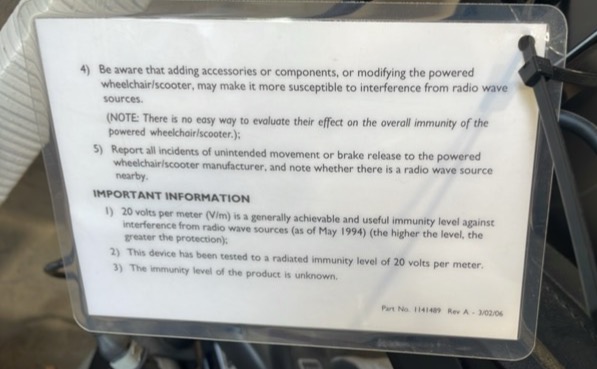 4) Be aware that adding accessories or components, or modifying the powered
wheelchair/scooter, may make it more susceptible to interference from radio wave
sources.
(NOTE: There is no easy way to evaluate their effect on the overall immunity of the
powered wheelchair/scooter.);
5) Report all incidents of unintended movement or brake release to the powered
wheelchair/scooter manufacturer, and note whether there is a radio wave source
nearby.
IMPORTANT INFORMATION
1) 20 volts per meter (V/m) is a generally achievable and useful immunity level against
interference from radio wave sources (as of May 1994) (the higher the level, the
greater the protection);
2) This device has been tested to a radiated immunity level of 20 volts per meter.
3) The immunity level of the product is unknown.
Part No. 1141489 Rev A - 3/02/06